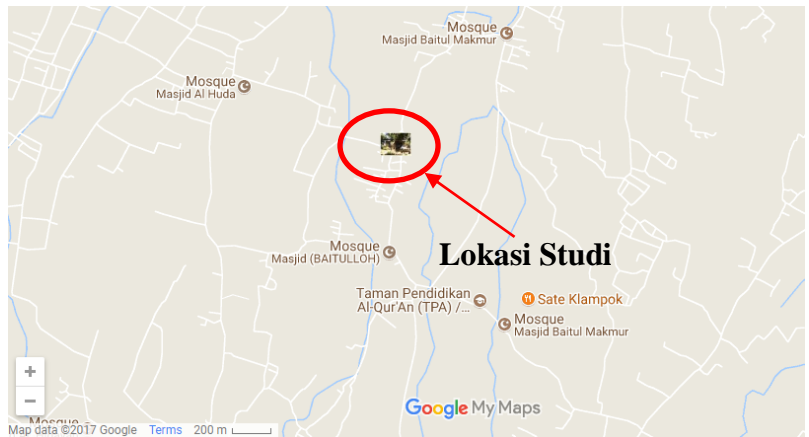 Mosque
Masjid Baitul Makmur
Mosque
Masjid Al Huda
Mosque
Masjid (BAITULLOH)
Lokasi Studi
Taman Pendidikan
Al-Qur'An (TPA) /...
Sate Klampok
Mosque
Masjid Baitul Makmur
+
−
Google My Maps
Mosque
Map data ©2017 Google Terms 200 m